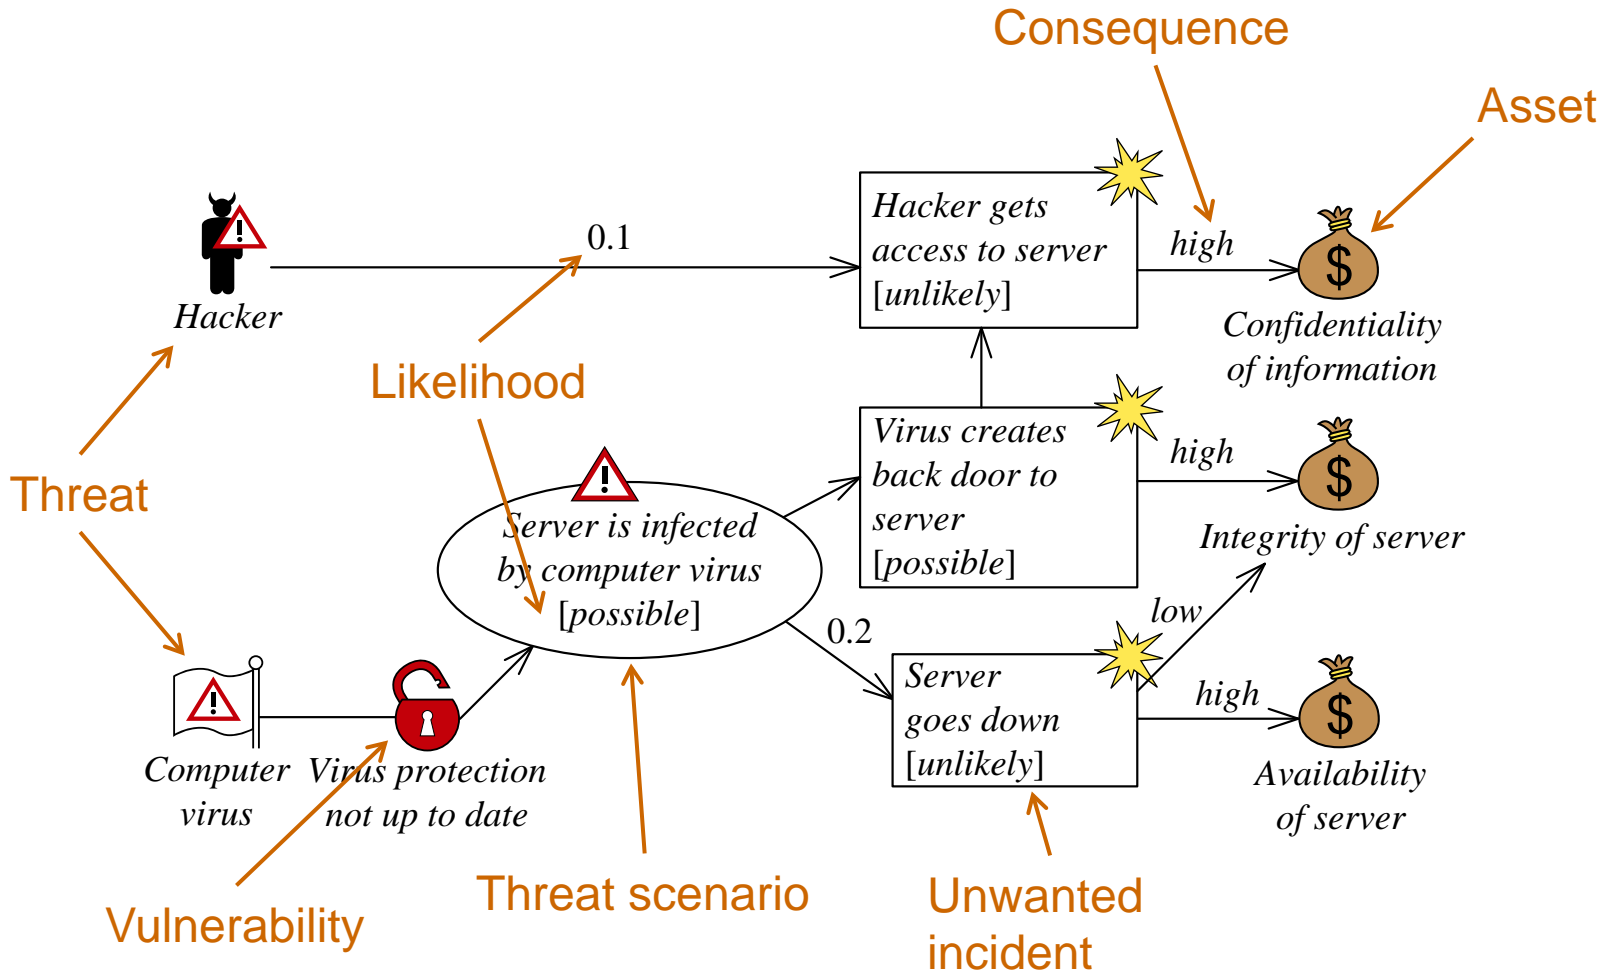 Consequence
Asset
Hacker gets
access to server
[unlikely]
high
$
0.1
Hacker
Confidentiality
of information
Likelihood
Virus creates
back door to
server
[possible]
high
$
Threat
Server is infected
by computer virus
[possible]
Integrity of server
low
0.2
Server
goes down
[unlikely]
high
$
Computer
virus
Virus protection
not up to date
Availability
of server
Threat scenario
Unwanted
incident
Vulnerability